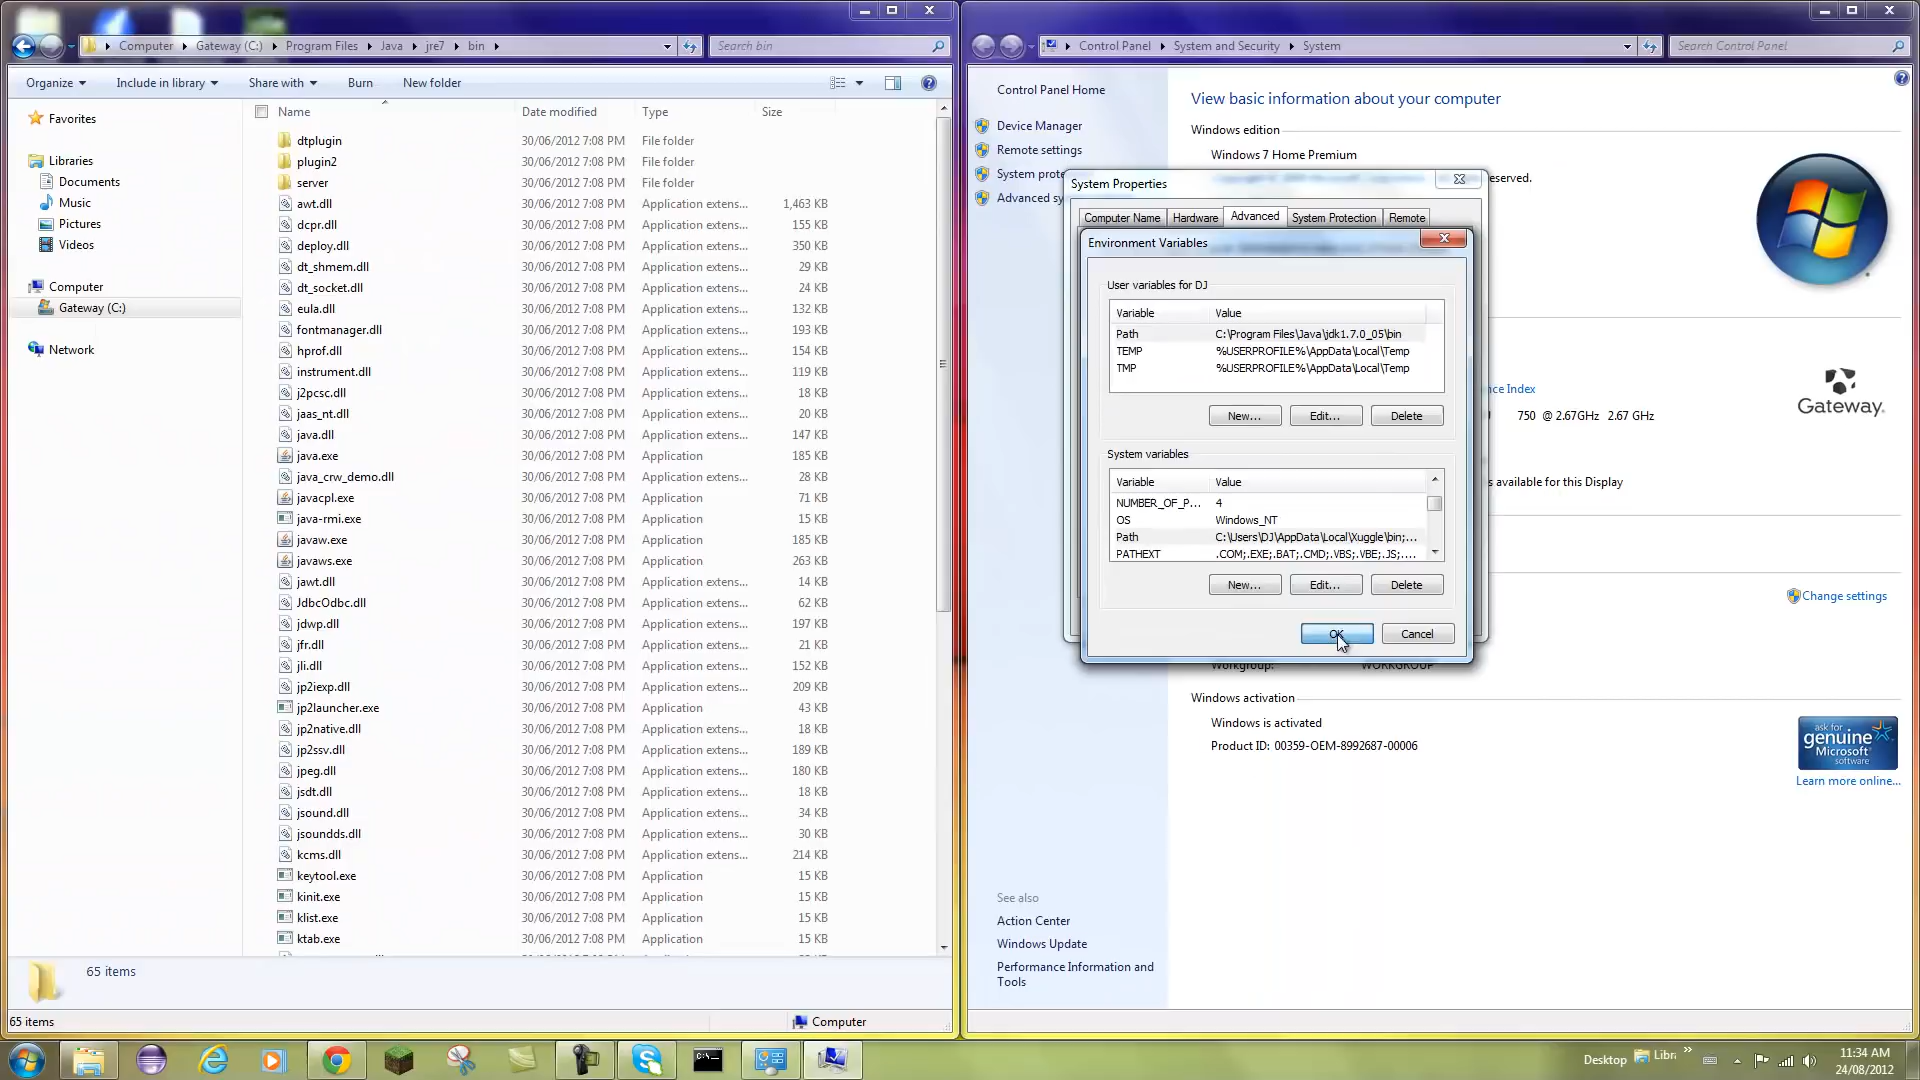 Computer Gateway (C:) Program Files Java jre7 bin
Search bin
Organize Include in library Share with Burn New folder
Name Date modified Type Size
Favorites
Libraries
Documents
Music
Pictures
Videos
Computer
Gateway (C:)
Network
dtplugin 30/06/2012 7:08 PM File folder
plugin2 30/06/2012 7:08 PM File folder
server 30/06/2012 7:08 PM File folder
awt.dll 30/06/2012 7:08 PM Application extens... 1,463 KB
dcpr.dll 30/06/2012 7:08 PM Application extens... 155 KB
deploy.dll 30/06/2012 7:08 PM Application extens... 350 KB
dt_shmem.dll 30/06/2012 7:08 PM Application extens... 29 KB
dt_socket.dll 30/06/2012 7:08 PM Application extens... 24 KB
eula.dll 30/06/2012 7:08 PM Application extens... 132 KB
fontmanager.dll 30/06/2012 7:08 PM Application extens... 193 KB
hprof.dll 30/06/2012 7:08 PM Application extens... 154 KB
instrument.dll 30/06/2012 7:08 PM Application extens... 119 KB
j2pcsc.dll 30/06/2012 7:08 PM Application extens... 18 KB
jaas_nt.dll 30/06/2012 7:08 PM Application extens... 20 KB
java.dll 30/06/2012 7:08 PM Application extens... 147 KB
java.exe 30/06/2012 7:08 PM Application 185 KB
java_crw_demo.dll 30/06/2012 7:08 PM Application extens... 28 KB
javacpl.exe 30/06/2012 7:08 PM Application 71 KB
java-rmi.exe 30/06/2012 7:08 PM Application 15 KB
javaw.exe 30/06/2012 7:08 PM Application 185 KB
javaws.exe 30/06/2012 7:08 PM Application 263 KB
jawt.dll 30/06/2012 7:08 PM Application extens... 14 KB
JdbcOdbc.dll 30/06/2012 7:08 PM Application extens... 62 KB
jdwp.dll 30/06/2012 7:08 PM Application extens... 197 KB
jfr.dll 30/06/2012 7:08 PM Application extens... 21 KB
jli.dll 30/06/2012 7:08 PM Application extens... 152 KB
jp2iexp.dll 30/06/2012 7:08 PM Application extens... 209 KB
jp2launcher.exe 30/06/2012 7:08 PM Application 43 KB
jp2native.dll 30/06/2012 7:08 PM Application extens... 18 KB
jp2ssv.dll 30/06/2012 7:08 PM Application extens... 189 KB
jpeg.dll 30/06/2012 7:08 PM Application extens... 180 KB
jsdt.dll 30/06/2012 7:08 PM Application extens... 18 KB
jsound.dll 30/06/2012 7:08 PM Application extens... 34 KB
jsoundds.dll 30/06/2012 7:08 PM Application extens... 30 KB
kcms.dll 30/06/2012 7:08 PM Application extens... 214 KB
keytool.exe 30/06/2012 7:08 PM Application 15 KB
kinit.exe 30/06/2012 7:08 PM Application 15 KB
klist.exe 30/06/2012 7:08 PM Application 15 KB
ktab.exe 30/06/2012 7:08 PM Application 15 KB
65 items
65 items
Computer
Control Panel System and Security System
Search Control Panel
Control Panel Home
Device Manager
Remote settings
System prote
Advanced sy
View basic information about your computer
Windows edition
Windows 7 Home Premium
eserved.
System Properties
Computer Name Hardware Advanced System Protection Remote
Environment Variables
User variables for DJ
Variable Value
Path C:\Program Files\Java\jdk1.7.0_05\bin
TEMP %USERPROFILE%\AppData\Local\Temp
TMP %USERPROFILE%\AppData\Local\Temp
New... Edit... Delete
System variables
Variable Value
NUMBER_OF_P... 4
OS Windows_NT
Path C:\Users\DJ\AppData\Local\Xuggle\bin;...
PATHEXT .COM;.EXE;.BAT;.CMD;.VBS;.VBE;.JS;....
New... Edit... Delete
OK Cancel
nce Index
750 @ 2.67GHz 2.67 GHz
Gateway.
s available for this Display
Change settings
Workgroup: WORKGROUP
Windows activation
Windows is activated
Product ID: 00359-OEM-8992687-00006
ask for
genuine
Microsoft
software
Learn more online...
See also
Action Center
Windows Update
Performance Information and
Tools
Desktop Libra
11:34 AM
24/08/2012